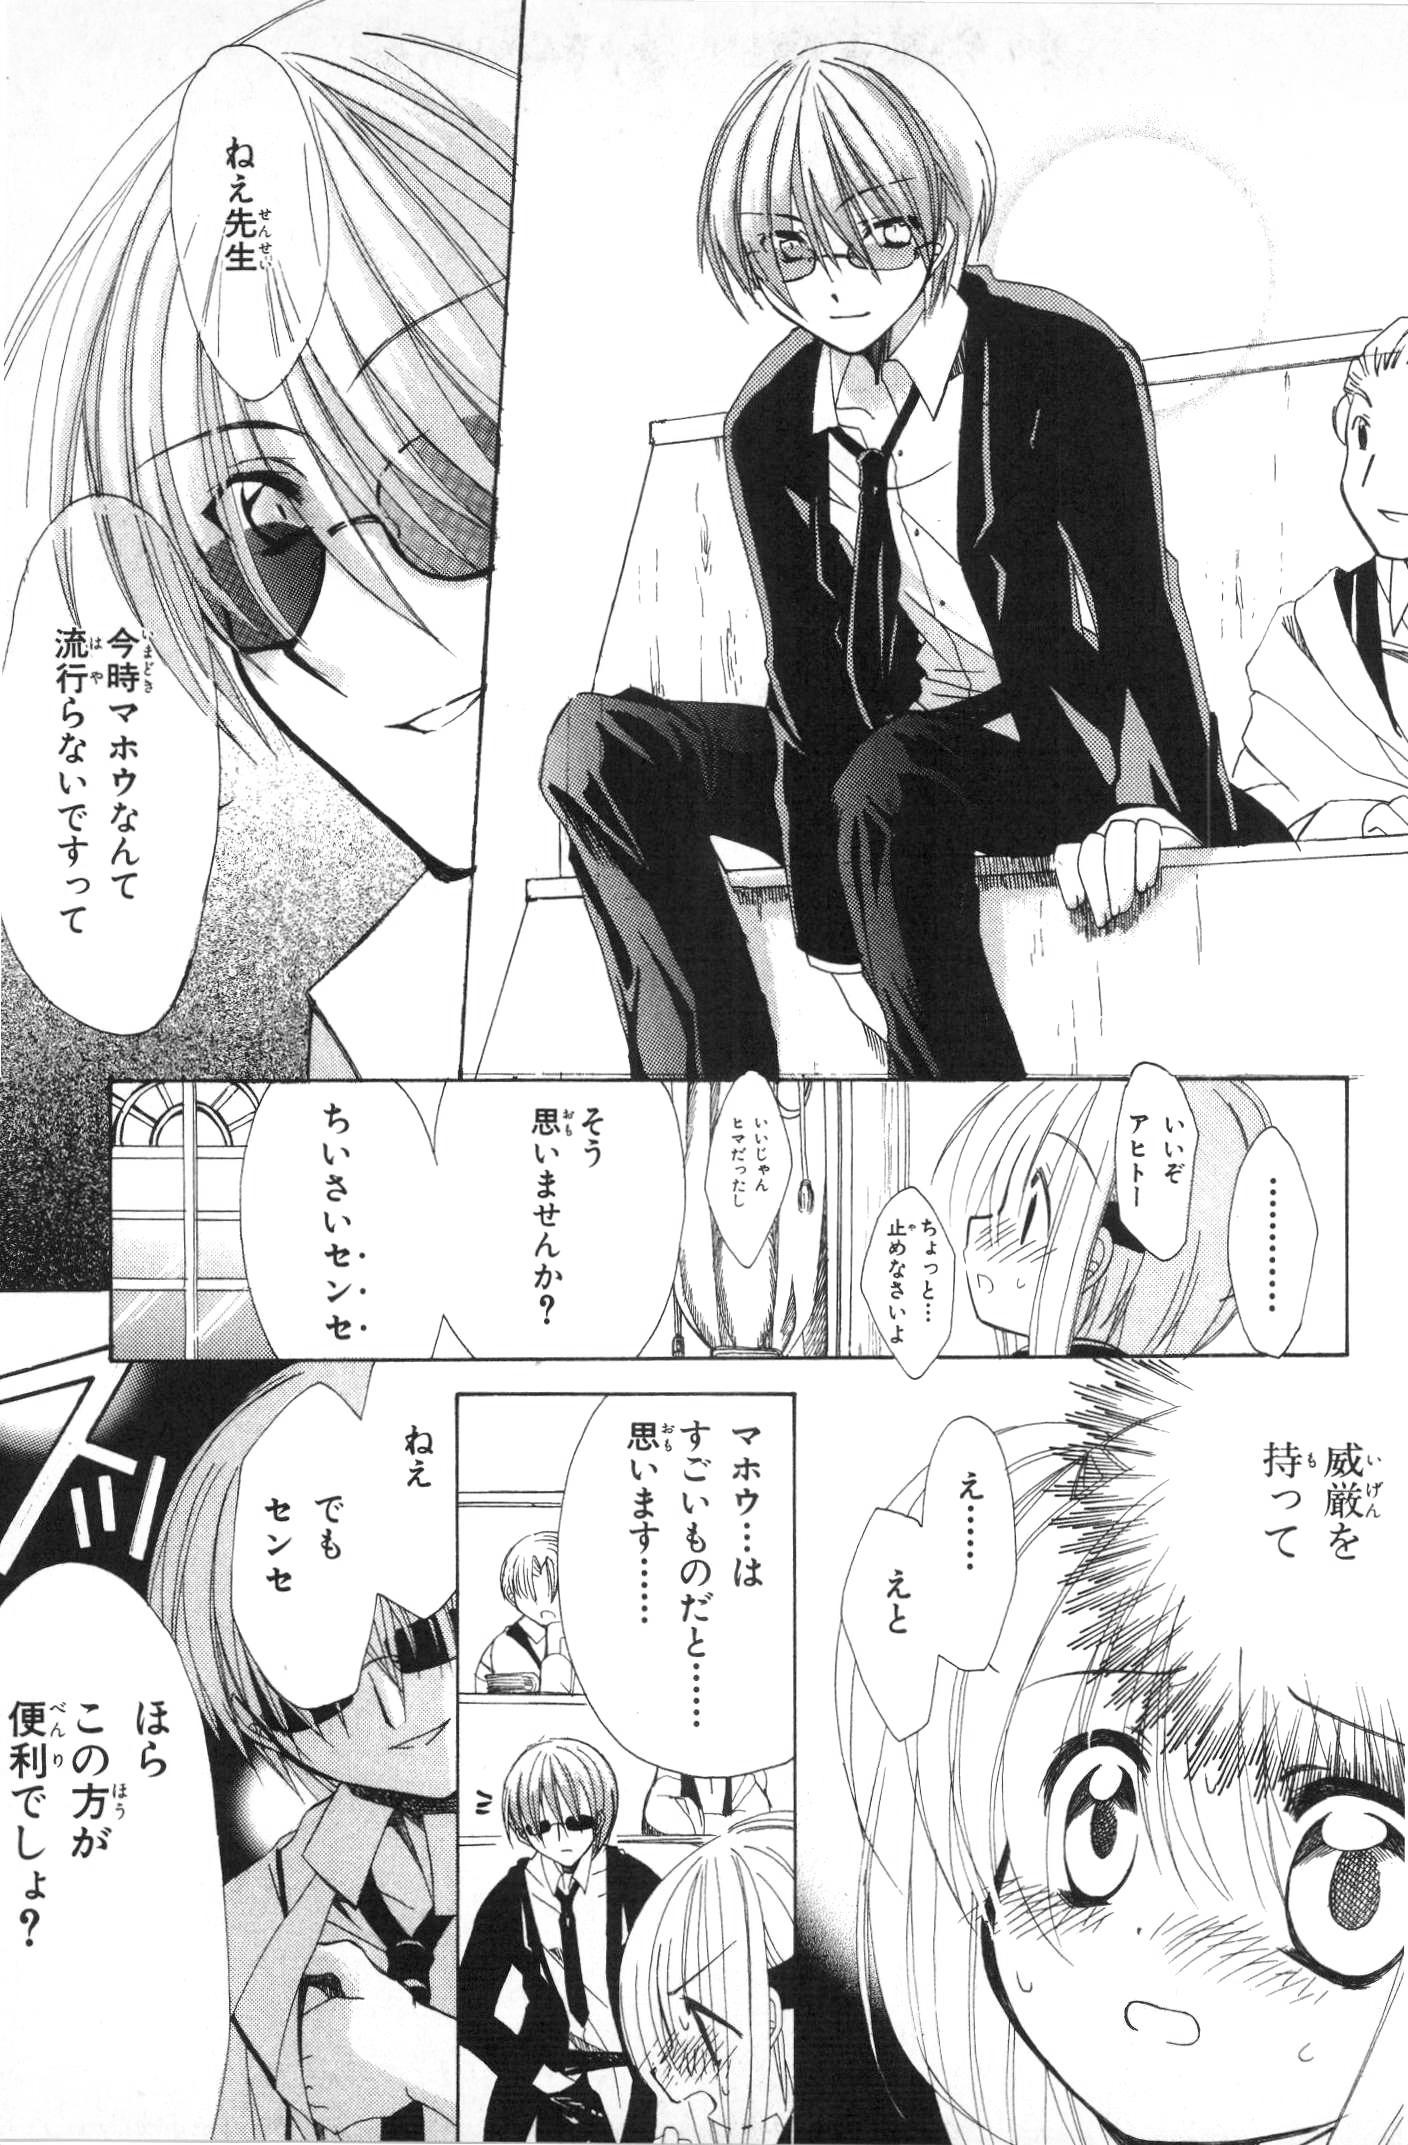 ねえ先生
今時マホウなんて
流行らないですって
…………
いいぞ
アヒトー
ちょっと…
止めなさいよ
いいじゃん
ヒマだったし
そう
思いませんか?
ちいさいセンセ
威厳を
持って
え……
えと
マホウ…は
すごいものだと……
思います……
ねえ
でも
センセ
ス
ッ
ほら
この方が
便利でしょ?